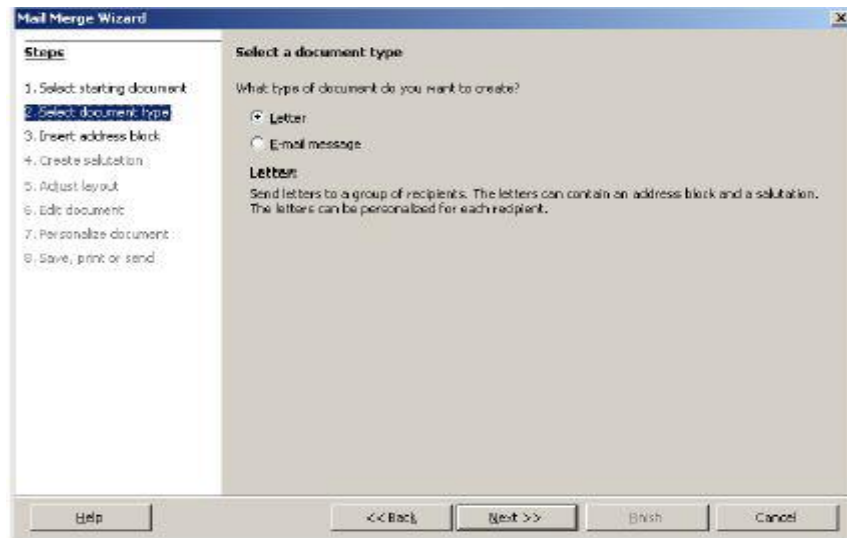 Mail Merge Wizard
Steps
1. Select starting document
2. Select document type
3. Insert address block
4. Create salutation
5. Adjust layout
6. Edit document
7. Personalize document
8. Save, print or send
Select a document type
What type of document do you want to create?
Letter
E-mail message
Letter:
Send letters to a group of recipients. The letters can contain an address block and a salutation.
The letters can be personalized for each recipient.
Help
<< Back
Next >>
Finish
Cancel